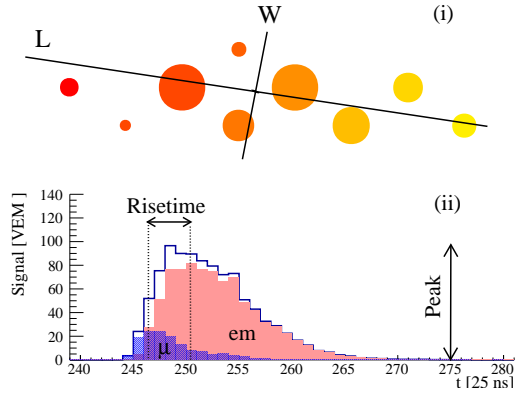 (i)
W
L
(ii)
Risetime
Signal [VEM ]
140
120
100
80
60
40
20
0
Peak
em
μ
240 245 250 255 260 265 270 275 280
t [25 ns]